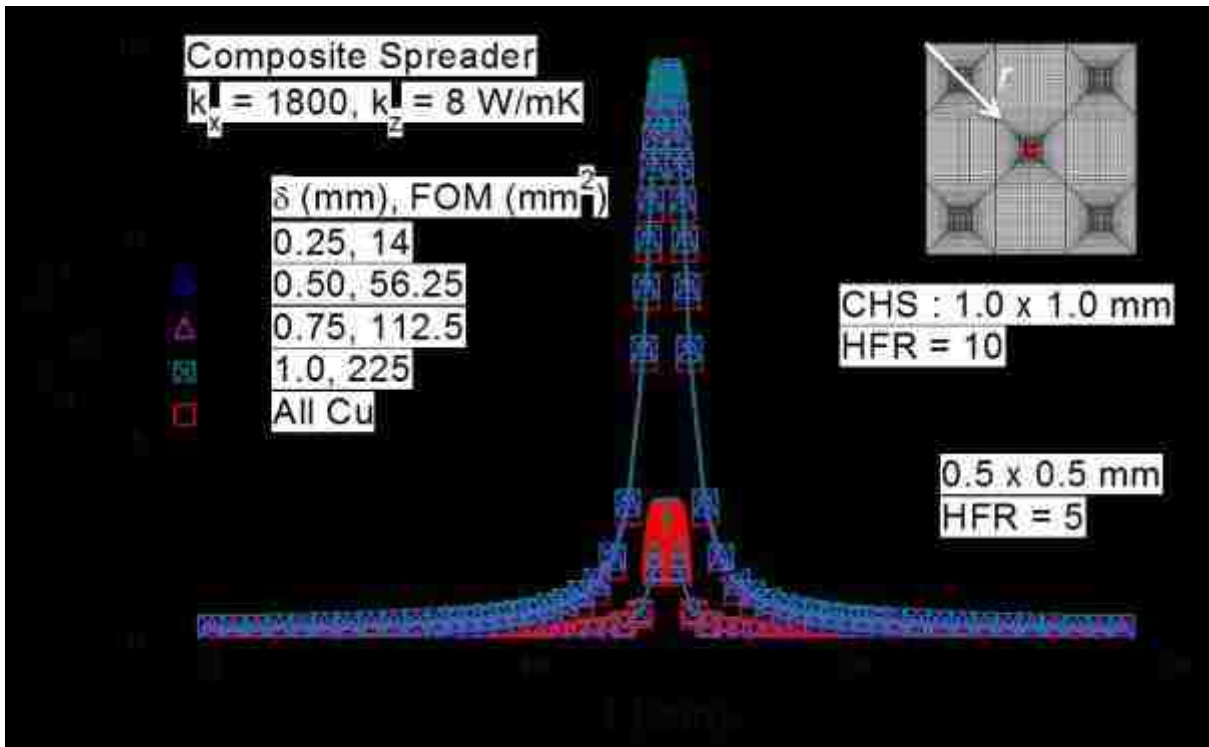 Composite Spreader
kx = 1800, kz = 8 W/mK
δ (mm), FOM (mm²)
0.25, 14
0.50, 56.25
0.75, 112.5
1.0, 225
All Cu
r
CHS : 1.0 x 1.0 mm
HFR = 10
0.5 x 0.5 mm
HFR = 5